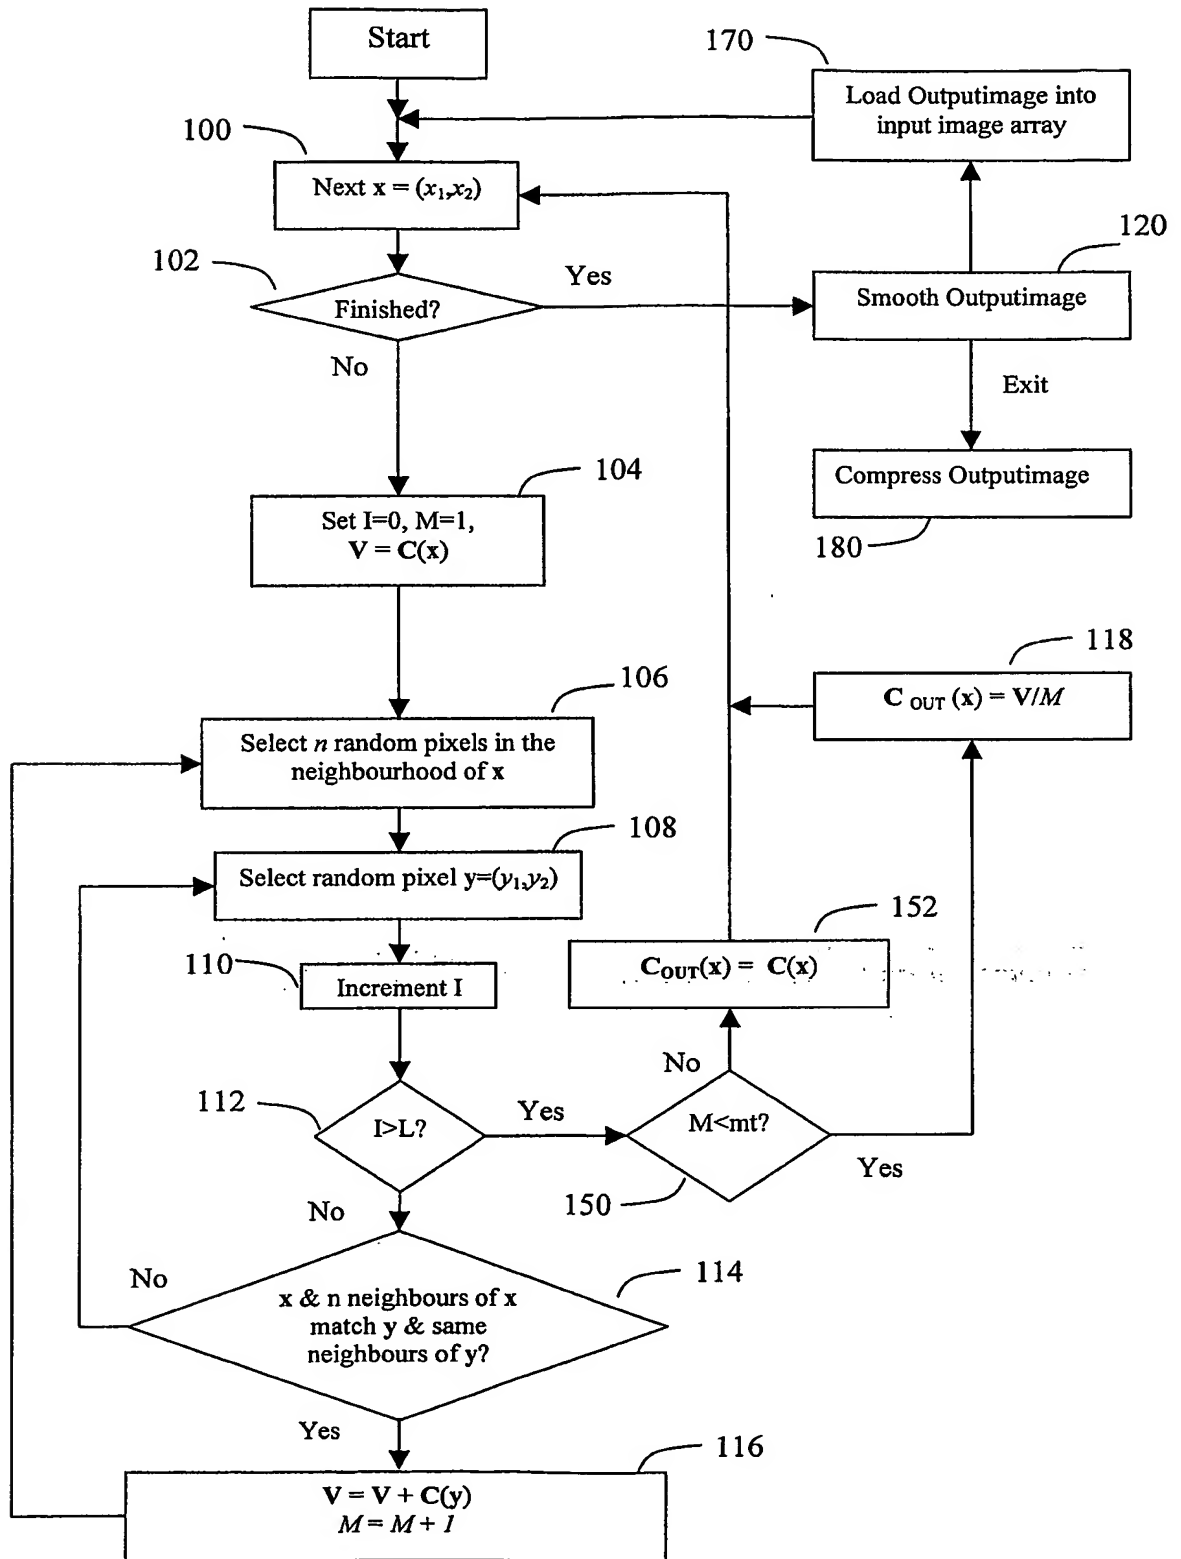 Start
170
Load Outputimage into
input image array
100
Next x = (x₁,x₂)
120
102
Finished?
Yes
Smooth Outputimage
No
Exit
104
Set I=0, M=1,
V = C(x)
Compress Outputimage
180
118
C OUT (x) = V/M
106
Select n random pixels in the
neighbourhood of x
108
Select random pixel y=(y₁,y₂)
152
C_OUT(x) = C(x)
110
Increment I
No
112
I>L?
Yes
M<mt?
Yes
150
No
No
114
x & n neighbours of x
match y & same
neighbours of y?
Yes
116
V = V + C(y)
M = M + 1